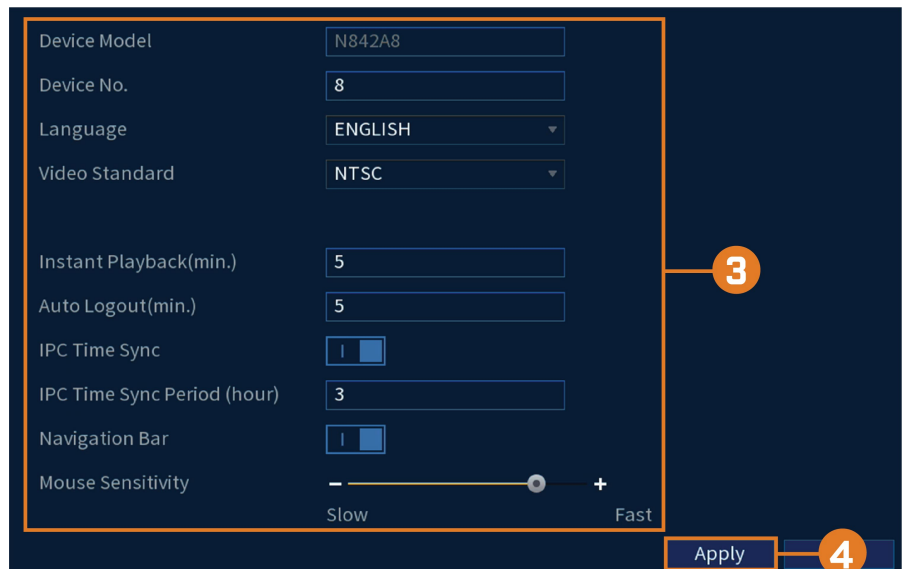 Device Model N842A8
Device No. 8
Language ENGLISH
Video Standard NTSC
Instant Playback(min.) 5
Auto Logout(min.) 5
IPC Time Sync
IPC Time Sync Period (hour) 3
Navigation Bar
Mouse Sensitivity − +
Slow Fast
3
Apply 4